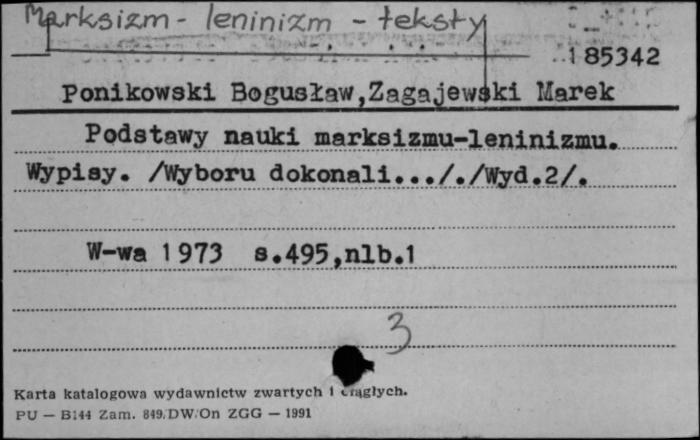 Marksizm - leninizm - teksty
185342
Ponikowski Bogusław,Zagajewski Marek
Podstawy nauki marksizmu-leninizmu.
Wypisy. /Wyboru dokonali.../. /Wyd.2/.
W-wa 1973 s.495,nlb.1
3
Karta katalogowa wydawnictw zwartych i ciągłych.
PU — B144 Zam. 849/DW/On ZGG — 1991